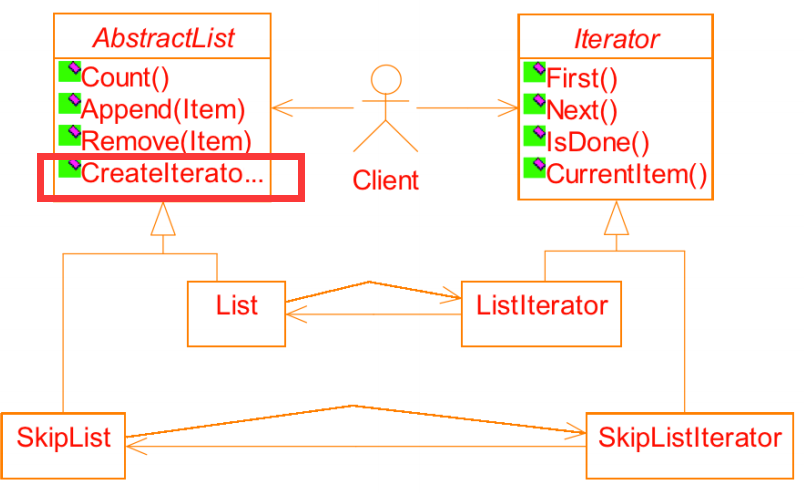 AbstractList
Count()
Append(Item)
Remove(Item)
CreateIterato...
Client
Iterator
First()
Next()
IsDone()
CurrentItem()
List
ListIterator
SkipList
SkipListIterator